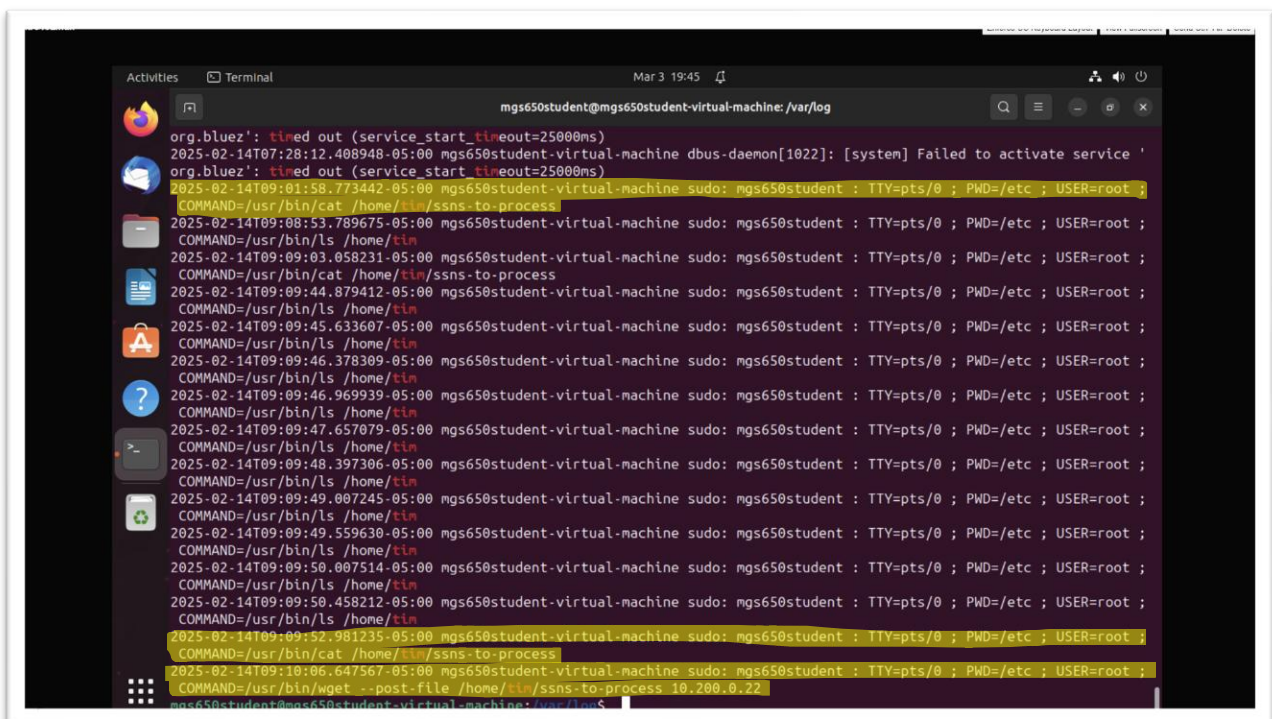 Activities Terminal Mar 3 19:45
mgs650student@mgs650student-virtual-machine: /var/log
org.bluez': timed out (service_start_timeout=25000ms)
2025-02-14T07:28:12.408948-05:00 mgs650student-virtual-machine dbus-daemon[1022]: [system] Failed to activate service '
org.bluez': timed out (service_start_timeout=25000ms)
2025-02-14T09:01:58.773442-05:00 mgs650student-virtual-machine sudo: mgs650student : TTY=pts/0 ; PWD=/etc ; USER=root ;
COMMAND=/usr/bin/cat /home/tim/ssns-to-process
2025-02-14T09:08:53.789675-05:00 mgs650student-virtual-machine sudo: mgs650student : TTY=pts/0 ; PWD=/etc ; USER=root ;
COMMAND=/usr/bin/ls /home/tim
2025-02-14T09:09:03.058231-05:00 mgs650student-virtual-machine sudo: mgs650student : TTY=pts/0 ; PWD=/etc ; USER=root ;
COMMAND=/usr/bin/cat /home/tim/ssns-to-process
2025-02-14T09:09:44.879412-05:00 mgs650student-virtual-machine sudo: mgs650student : TTY=pts/0 ; PWD=/etc ; USER=root ;
COMMAND=/usr/bin/ls /home/tim
2025-02-14T09:09:45.633607-05:00 mgs650student-virtual-machine sudo: mgs650student : TTY=pts/0 ; PWD=/etc ; USER=root ;
COMMAND=/usr/bin/ls /home/tim
2025-02-14T09:09:46.378309-05:00 mgs650student-virtual-machine sudo: mgs650student : TTY=pts/0 ; PWD=/etc ; USER=root ;
COMMAND=/usr/bin/ls /home/tim
2025-02-14T09:09:46.969939-05:00 mgs650student-virtual-machine sudo: mgs650student : TTY=pts/0 ; PWD=/etc ; USER=root ;
COMMAND=/usr/bin/ls /home/tim
2025-02-14T09:09:47.657079-05:00 mgs650student-virtual-machine sudo: mgs650student : TTY=pts/0 ; PWD=/etc ; USER=root ;
COMMAND=/usr/bin/ls /home/tim
2025-02-14T09:09:48.397306-05:00 mgs650student-virtual-machine sudo: mgs650student : TTY=pts/0 ; PWD=/etc ; USER=root ;
COMMAND=/usr/bin/ls /home/tim
2025-02-14T09:09:49.007245-05:00 mgs650student-virtual-machine sudo: mgs650student : TTY=pts/0 ; PWD=/etc ; USER=root ;
COMMAND=/usr/bin/ls /home/tim
2025-02-14T09:09:49.559630-05:00 mgs650student-virtual-machine sudo: mgs650student : TTY=pts/0 ; PWD=/etc ; USER=root ;
COMMAND=/usr/bin/ls /home/tim
2025-02-14T09:09:50.007514-05:00 mgs650student-virtual-machine sudo: mgs650student : TTY=pts/0 ; PWD=/etc ; USER=root ;
COMMAND=/usr/bin/ls /home/tim
2025-02-14T09:09:50.458212-05:00 mgs650student-virtual-machine sudo: mgs650student : TTY=pts/0 ; PWD=/etc ; USER=root ;
COMMAND=/usr/bin/ls /home/tim
2025-02-14T09:09:52.981235-05:00 mgs650student-virtual-machine sudo: mgs650student : TTY=pts/0 ; PWD=/etc ; USER=root ;
COMMAND=/usr/bin/cat /home/tim/ssns-to-process
2025-02-14T09:10:06.647567-05:00 mgs650student-virtual-machine sudo: mgs650student : TTY=pts/0 ; PWD=/etc ; USER=root ;
COMMAND=/usr/bin/wget --post-file /home/tim/ssns-to-process 10.200.0.22
mgs650student@mgs650student-virtual-machine:/var/log$